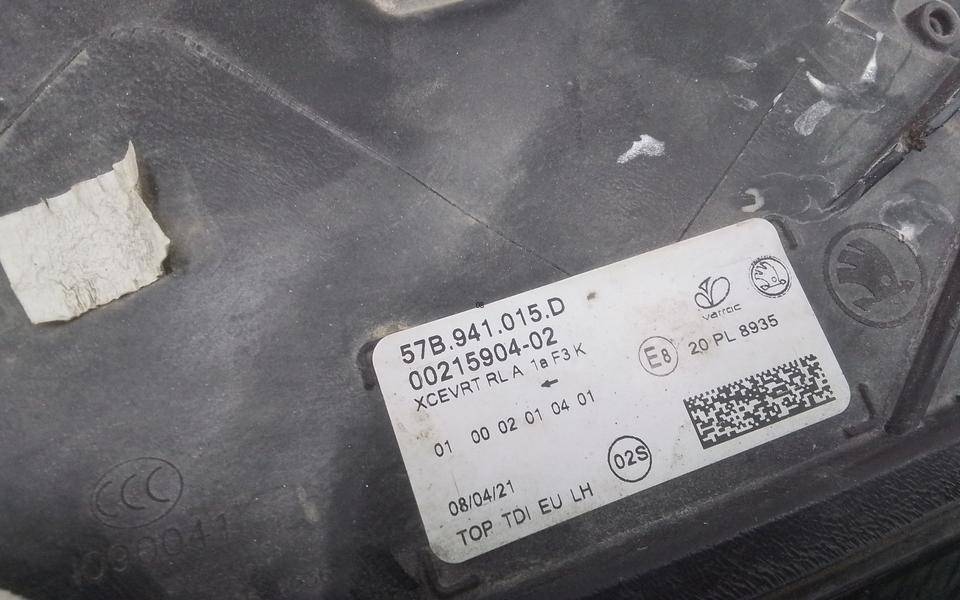 57B.941.015.D
00215904-02
XCEVRT RL A 1a F3 K
01 00 02 01 04 01
08/04/21
TOP TDI EU LH
02S
varroc
E8
20 PL 8935
CCC